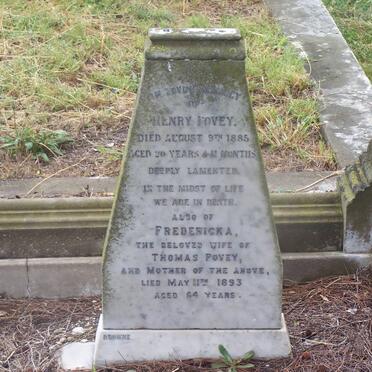 IN LOVING MEMORY
OF
HENRY POVEY,
DIED AUGUST 9TH 1885
AGED 20 YEARS & 11 MONTHS
DEEPLY LAMENTED.
IN THE MIDST OF LIFE
WE ARE IN DEATH.
ALSO OF
FREDERICKA,
THE BELOVED WIFE OF
THOMAS POVEY,
AND MOTHER OF THE ABOVE,
DIED MAY 11TH 1893
AGED 64 YEARS.